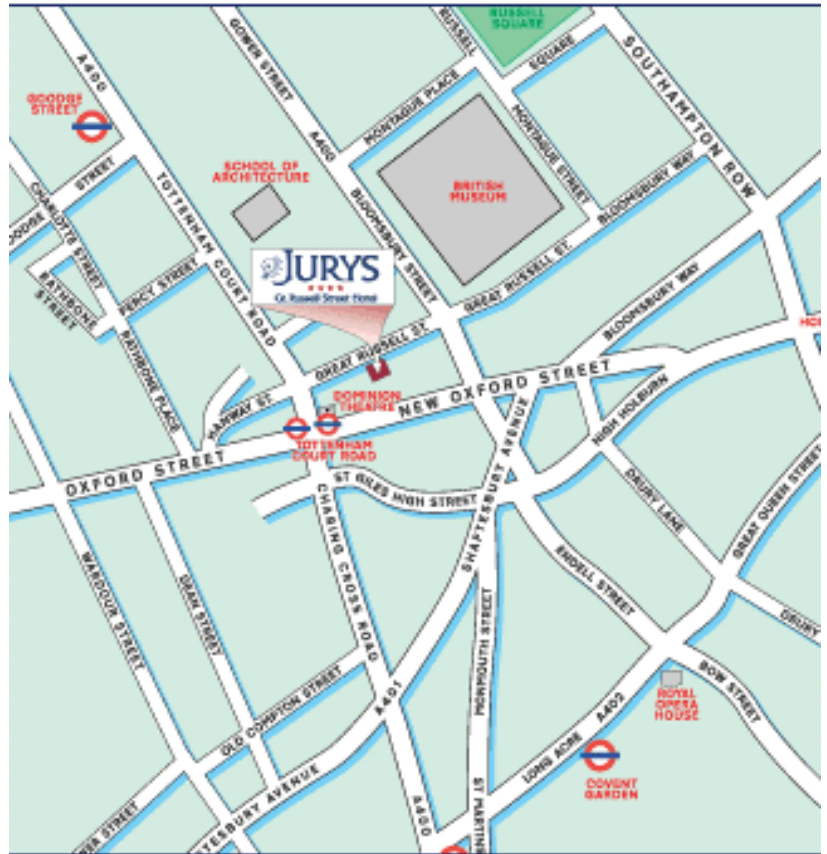 RUSSELL
SQUARE
A400
GOWER STREET
RUSSELL
SQUARE
SOUTHAMPTON ROW
GOODGE
STREET
A400
MONTAGUE PLACE
MONTAGUE STREET
SCHOOL OF
ARCHITECTURE
BRITISH
MUSEUM
BLOOMSBURY WAY
STREET
CHARLOTTE STREET
TOTTENHAM COURT ROAD
BLOOMSBURY STREET
JURYS
Gt. Russell Street Hotel
GREAT RUSSELL ST.
BLOOMSBURY WAY
PERCY STREET
RATHBONE
STREET
RATHBONE PLACE
GREAT RUSSELL ST.
HANWAY ST.
DOMINION
THEATRE
NEW OXFORD STREET
TOTTENHAM
COURT ROAD
OXFORD STREET
HIGH HOLBURN
ST GILES HIGH STREET
SHAFTESBURY AVENUE
DRURY LANE
GREAT QUEEN STREET
CHARING CROSS ROAD
WARDOUR STREET
DEAN STREET
ENDELL STREET
MONMOUTH STREET
DRURY
BOW STREET
OLD COMPTON STREET
A401
ROYAL
OPERA
HOUSE
LONG ACRE
A402
COVENT
GARDEN
TESBURY AVENUE
A400
ST MARTINS